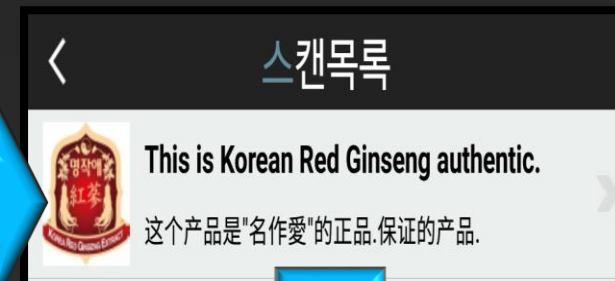 스캔목록
This is Korean Red Ginseng authentic.
명작애
紅蔘
KOREA RED GINSENG EXTRACT
这个产品是"名作愛"的正品.保证的产品.